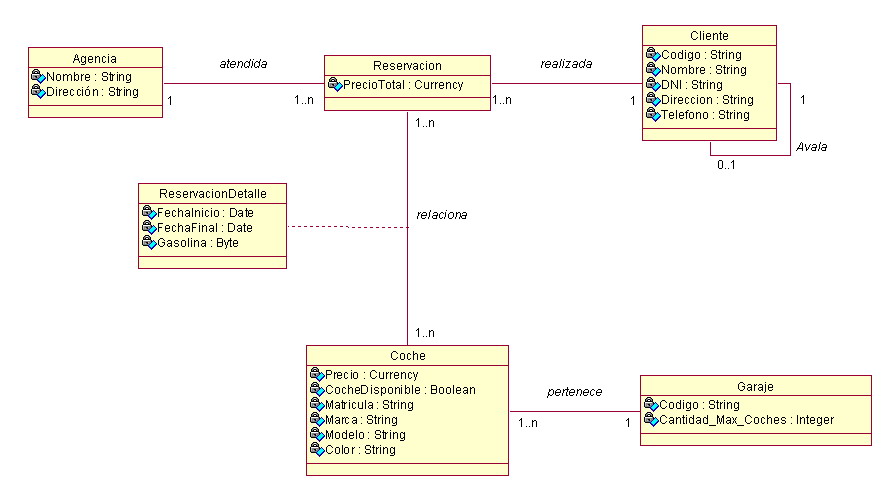 Agencia
Nombre : String
Dirección : String
atendida
1
1..n
Reservacion
PrecioTotal : Currency
realizada
1..n
1
Cliente
Codigo : String
Nombre : String
DNI : String
Direccion : String
Telefono : String
1
Avala
0..1
1..n
ReservacionDetalle
FechaInicio : Date
FechaFinal : Date
Gasolina : Byte
relaciona
1..n
Coche
Precio : Currency
CocheDisponible : Boolean
Matricula : String
Marca : String
Modelo : String
Color : String
pertenece
1..n
1
Garaje
Codigo : String
Cantidad_Max_Coches : Integer